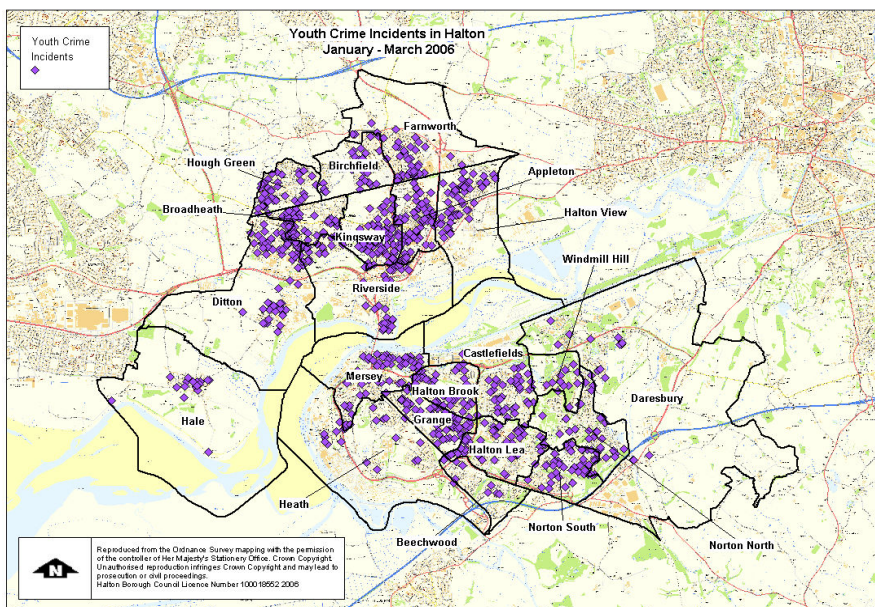 Youth Crime Incidents in Halton
January - March 2006
Youth Crime
Incidents
Farnworth
Hough Green
Birchfield
Appleton
Broadheath
Halton View
Kingsway
Windmill Hill
Riverside
Ditton
Castlefields
Mersey
Halton Brook
Daresbury
Hale
Grange
Halton Lea
Heath
Norton South
Beechwood
Norton North
Reproduced from the Ordnance Survey mapping with the permission
of the controller of Her Majesty's Stationery Office. Crown Copyright.
Unauthorised reproduction infringes Crown Copyright and may lead to
prosecution or civil proceedings.
Halton Borough Council Licence Number 100018552 2006
N